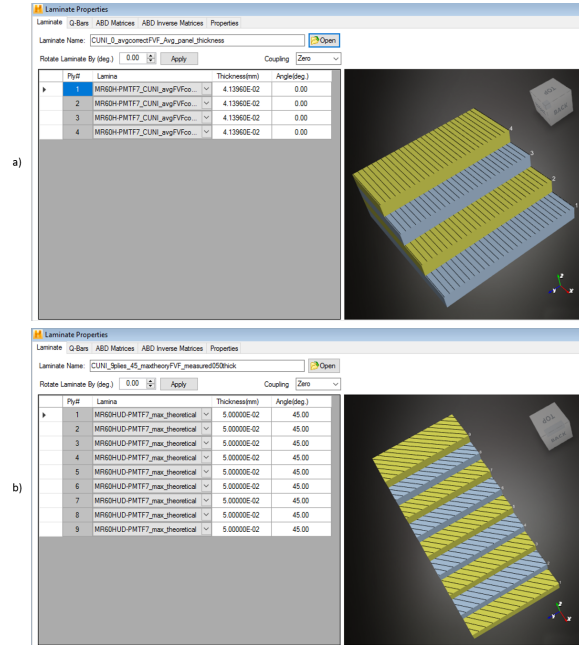 Laminate Properties
Laminate Q-Bars ABD Matrices ABD Inverse Matrices Properties
Laminate Name: CUNI_0_avgcorrectFVF_Avg_panel_thickness Open
Rotate Laminate By (deg.) 0.00 Apply Coupling Zero
Ply# Lamina Thickness(mm) Angle(deg.)
1 MR60H-PMTF7_CUNI_avgFVFco... 4.13960E-02 0.00
2 MR60H-PMTF7_CUNI_avgFVFco... 4.13960E-02 0.00
3 MR60H-PMTF7_CUNI_avgFVFco... 4.13960E-02 0.00
4 MR60H-PMTF7_CUNI_avgFVFco... 4.13960E-02 0.00
TOP
4
3
2
1
a)
Z
Y
X
Laminate Properties
Laminate Q-Bars ABD Matrices ABD Inverse Matrices Properties
Laminate Name: CUNI_9plies_45_maxtheoryFVF_measured050thick Open
Rotate Laminate By (deg.) 0.00 Apply Coupling Zero
Ply# Lamina Thickness(mm) Angle(deg.)
1 MR60HUD-PMTF7_max_theoretical 5.00000E-02 45.00
2 MR60HUD-PMTF7_max_theoretical 5.00000E-02 45.00
3 MR60HUD-PMTF7_max_theoretical 5.00000E-02 45.00
4 MR60HUD-PMTF7_max_theoretical 5.00000E-02 45.00
5 MR60HUD-PMTF7_max_theoretical 5.00000E-02 45.00
6 MR60HUD-PMTF7_max_theoretical 5.00000E-02 45.00
7 MR60HUD-PMTF7_max_theoretical 5.00000E-02 45.00
8 MR60HUD-PMTF7_max_theoretical 5.00000E-02 45.00
9 MR60HUD-PMTF7_max_theoretical 5.00000E-02 45.00
TOP
BACK
b)
Z
Y
X